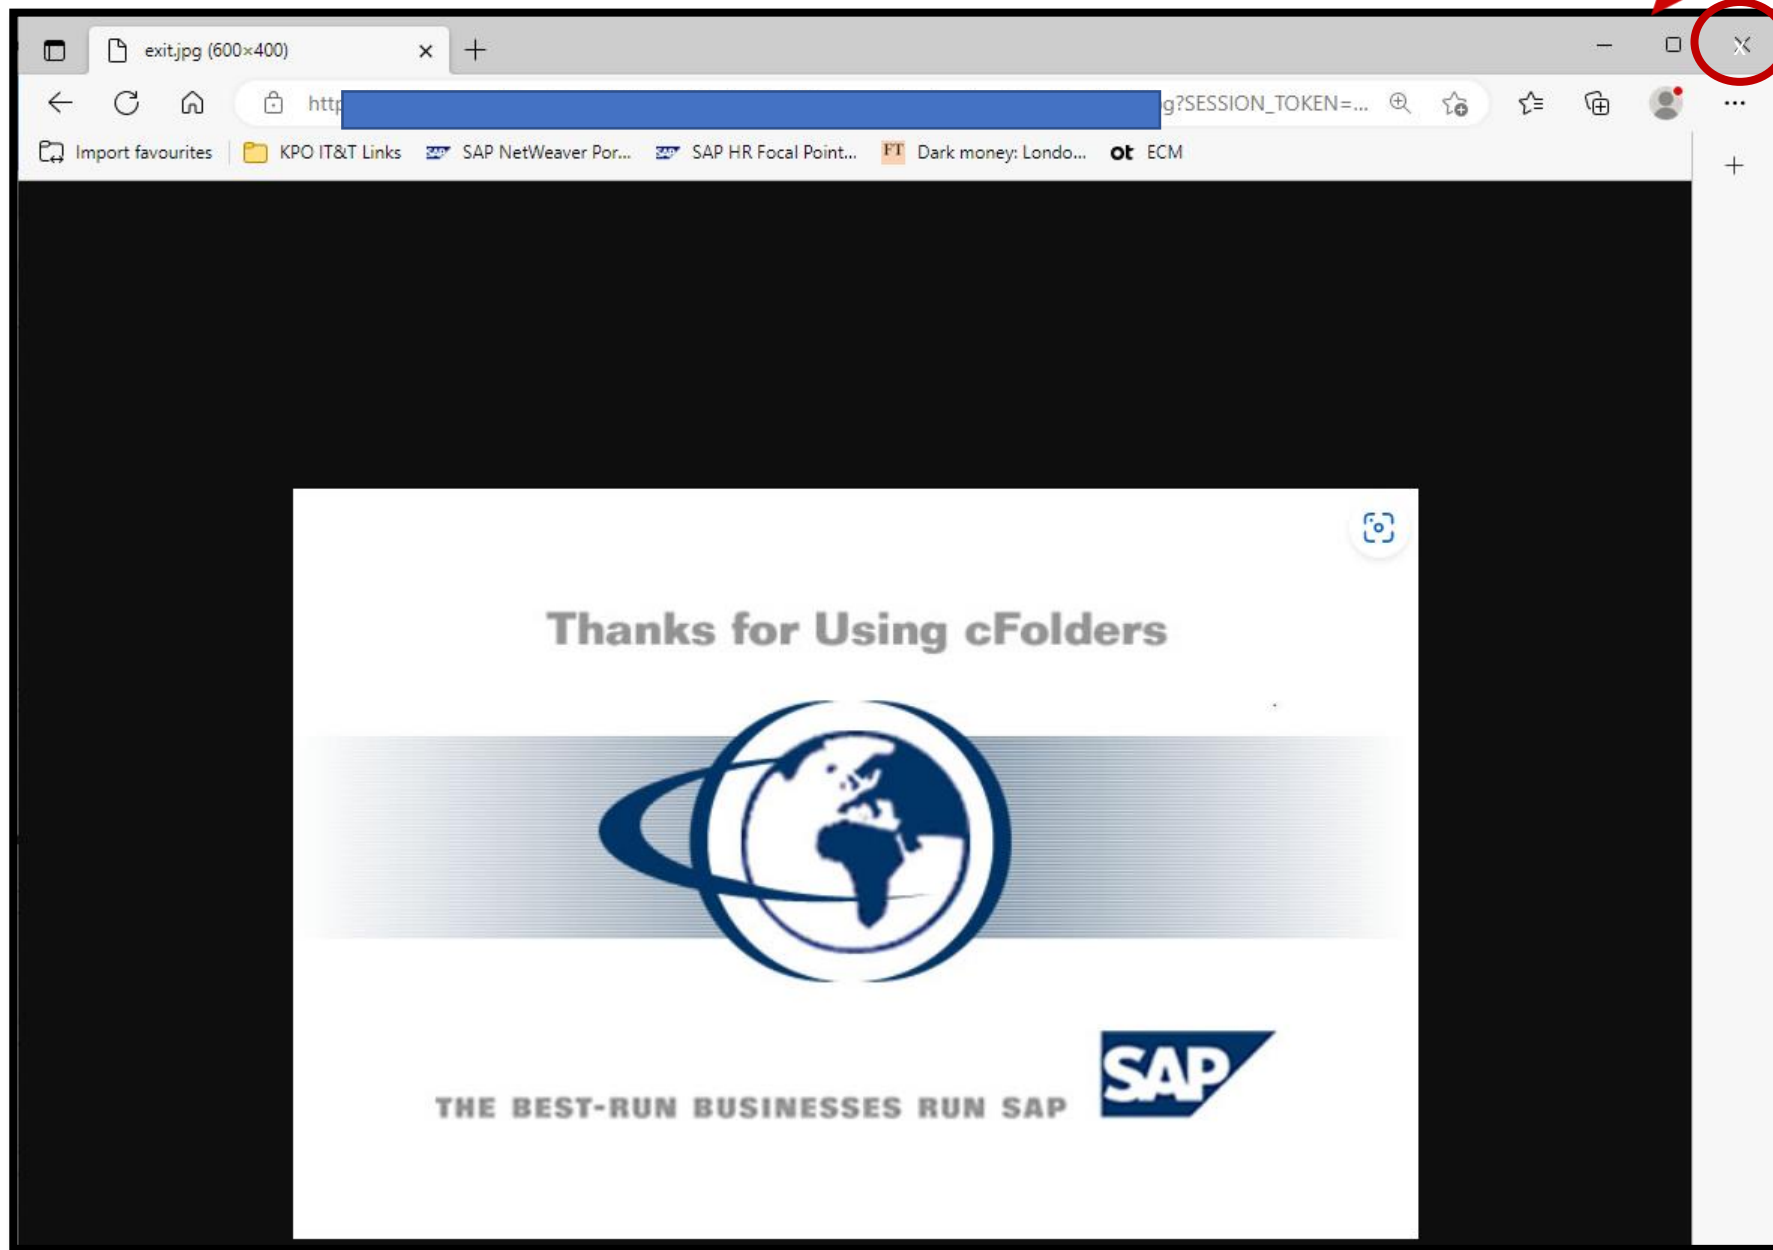 exit.jpg (600×400)
http
g?SESSION_TOKEN=...
Import favourites KPO IT&T Links SAP NetWeaver Por... SAP HR Focal Point... FT Dark money: Londo... ot ECM
Thanks for Using cFolders
SAP
THE BEST-RUN BUSINESSES RUN SAP